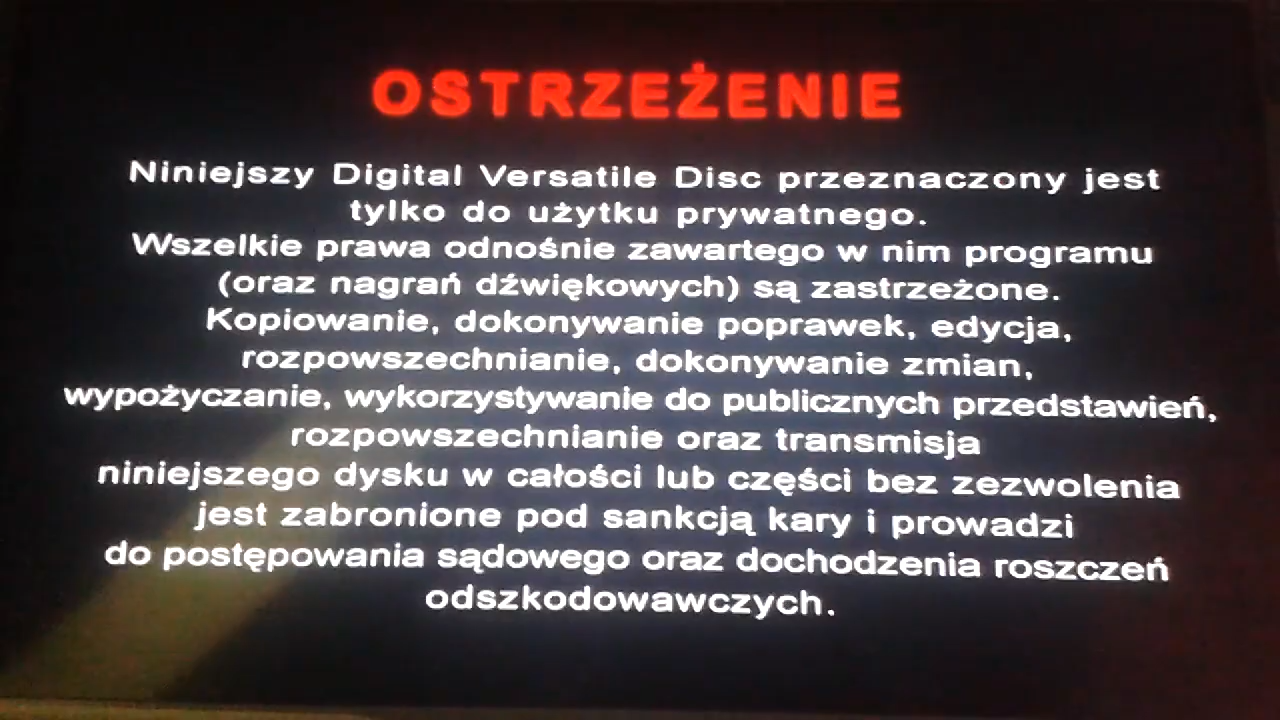 OSTRZEŻENIE
Niniejszy Digital Versatile Disc przeznaczony jest
tylko do użytku prywatnego.
Wszelkie prawa odnośnie zawartego w nim programu
(oraz nagrań dźwiękowych) są zastrzeżone.
Kopiowanie, dokonywanie poprawek, edycja,
rozpowszechnianie, dokonywanie zmian,
wypożyczanie, wykorzystywanie do publicznych przedstawień,
rozpowszechnianie oraz transmisja
niniejszego dysku w całości lub części bez zezwolenia
jest zabronione pod sankcją kary i prowadzi
do postępowania sądowego oraz dochodzenia roszczeń
odszkodowawczych.